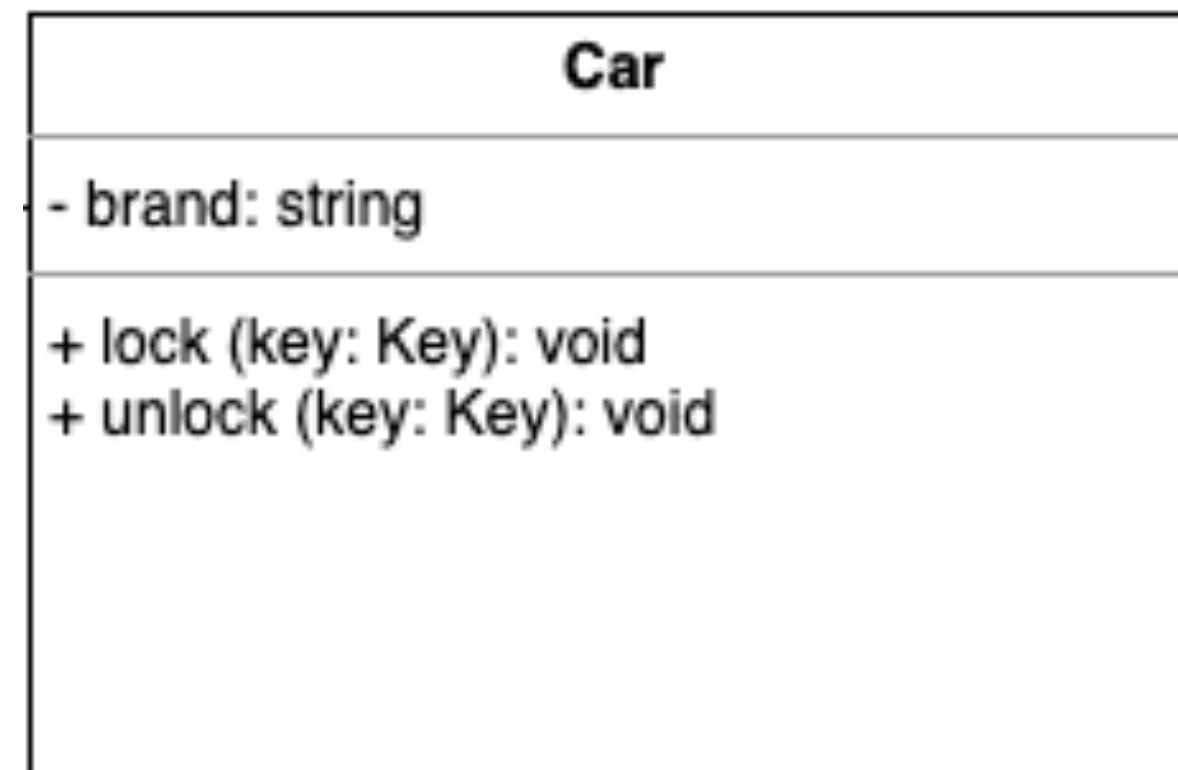 Car
- brand: string
+ lock (key: Key): void
+ unlock (key: Key): void